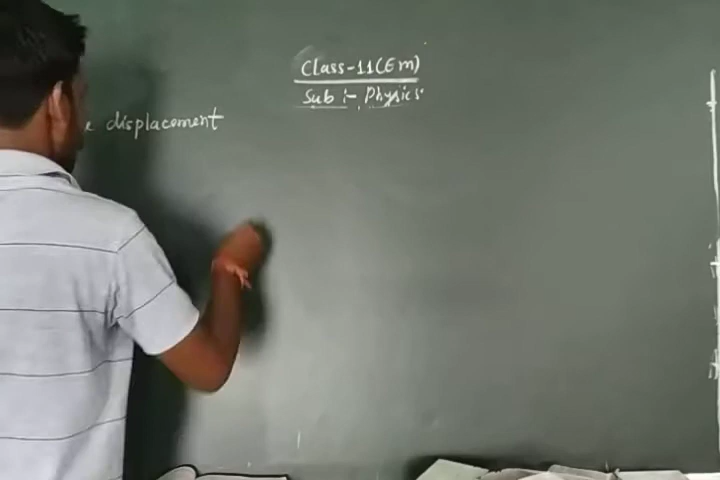 Class-11(Em)
Sub :- Physics
displacement